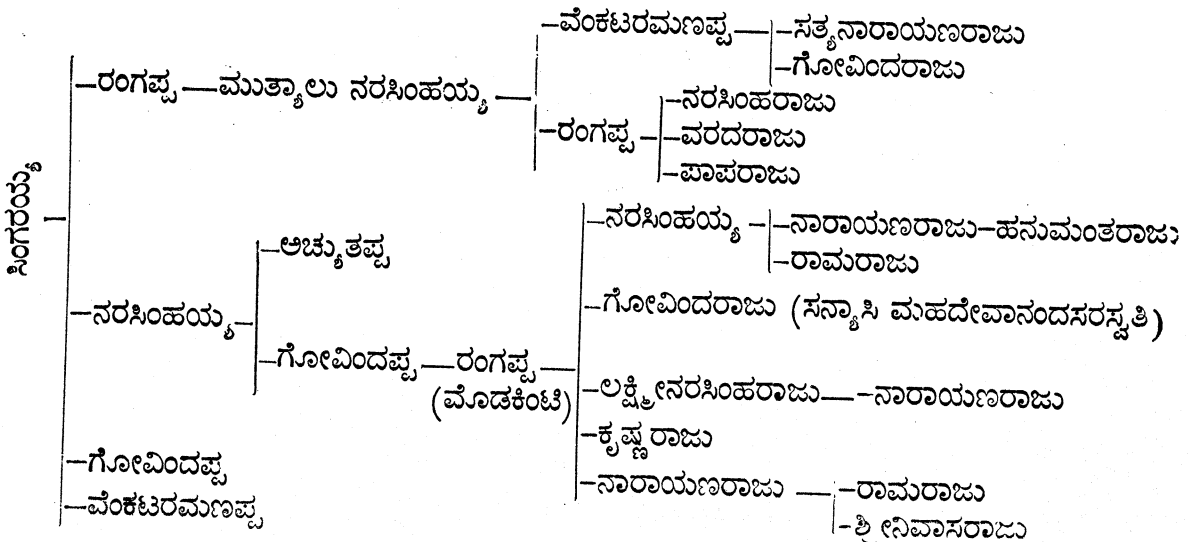 ಸಿಂಗರಯ್ಯ
ರಂಗಪ್ಪ — ಮುತ್ಯಾಲು ನರಸಿಂಹಯ್ಯ
ವೆಂಕಟರಮಣಪ್ಪ
ಸತ್ಯನಾರಾಯಣರಾಜು
ಗೋವಿಂದರಾಜು
ರಂಗಪ್ಪ
ನರಸಿಂಹರಾಜು
ವರದರಾಜು
ಪಾಪರಾಜು
ನರಸಿಂಹಯ್ಯ
ಅಚ್ಯುತಪ್ಪ
ಗೋವಿಂದಪ್ಪ — ರಂಗಪ್ಪ
(ಮೊಡಕಿಂಟಿ)
ನರಸಿಂಹಯ್ಯ
ನಾರಾಯಣರಾಜು–ಹನುಮಂತರಾಜು
ರಾಮರಾಜು
ಗೋವಿಂದರಾಜು (ಸನ್ಯಾಸಿ ಮಹದೇವಾನಂದಸರಸ್ವತಿ)
ಲಕ್ಷ್ಮೀನರಸಿಂಹರಾಜು — ನಾರಾಯಣರಾಜು
ಕೃಷ್ಣರಾಜು
ನಾರಾಯಣರಾಜು
ರಾಮರಾಜು
ಶ್ರೀನಿವಾಸರಾಜು
ಗೋವಿಂದಪ್ಪ
ವೆಂಕಟರಮಣಪ್ಪ